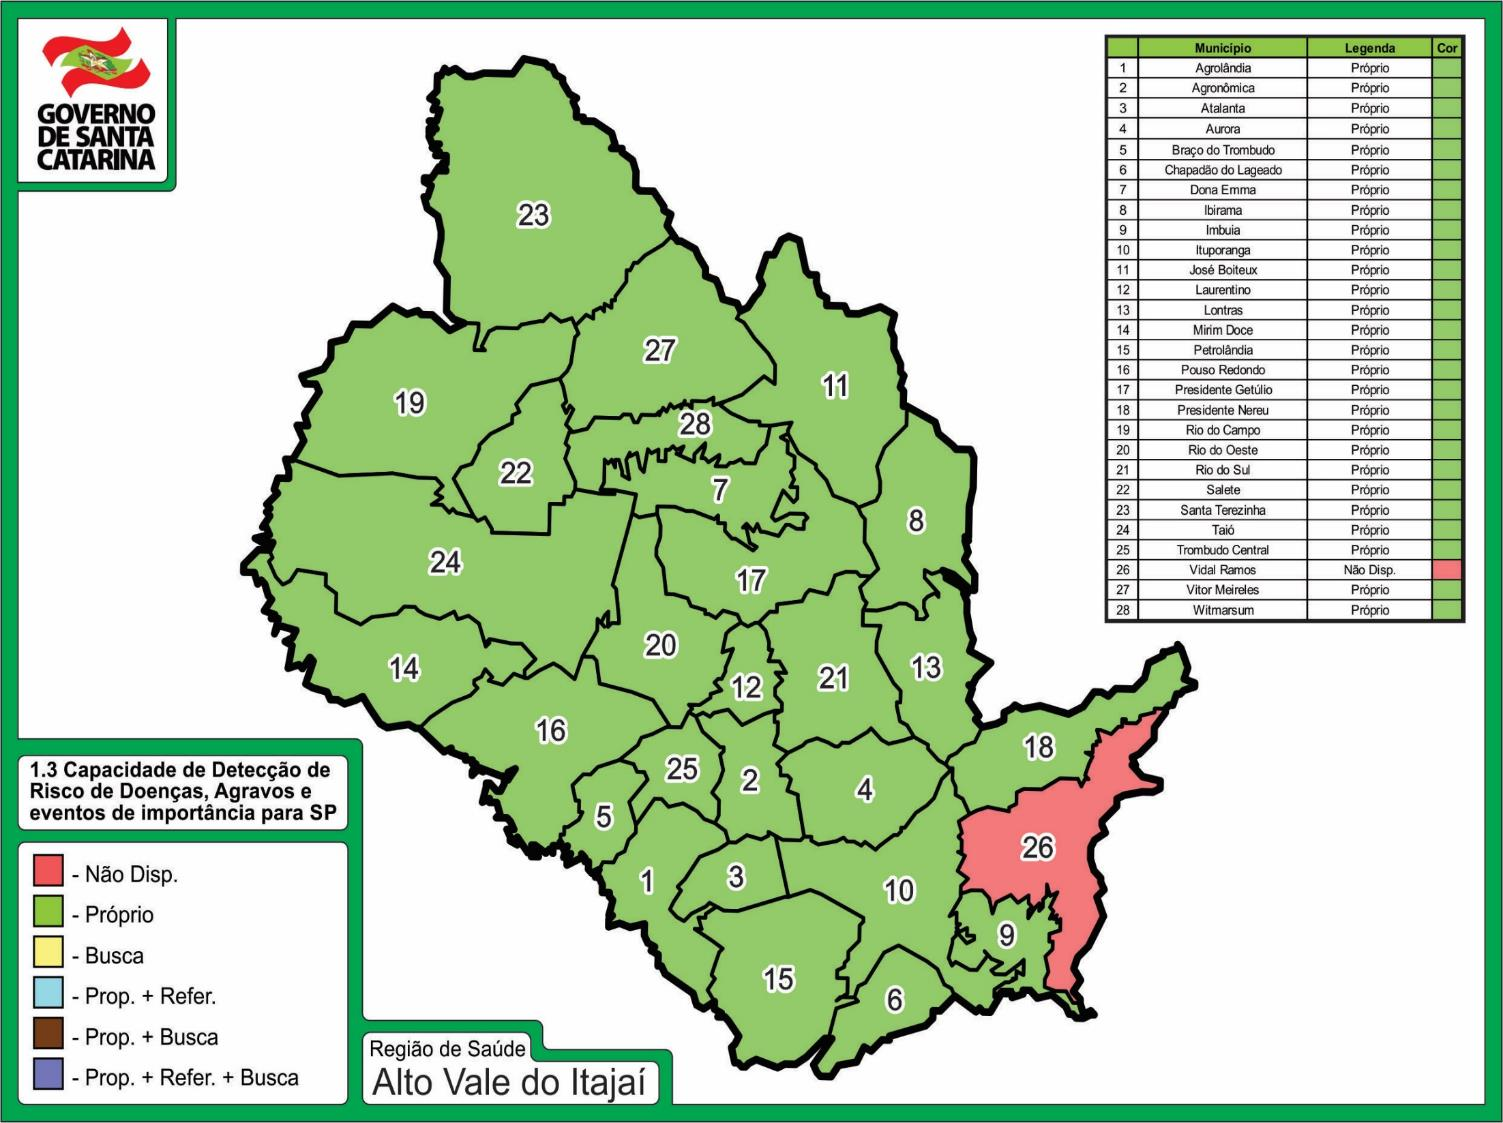 GOVERNO
DE SANTA
CATARINA
Município Legenda Cor
1 Agrolândia Próprio
2 Agronômica Próprio
3 Atalanta Próprio
4 Aurora Próprio
5 Braço do Trombudo Próprio
6 Chapadão do Lageado Próprio
7 Dona Emma Próprio
8 Ibirama Próprio
9 Imbuia Próprio
10 Ituporanga Próprio
11 José Boiteux Próprio
12 Laurentino Próprio
13 Lontras Próprio
14 Mirim Doce Próprio
15 Petrolândia Próprio
16 Pouso Redondo Próprio
17 Presidente Getúlio Próprio
18 Presidente Nereu Próprio
19 Rio do Campo Próprio
20 Rio do Oeste Próprio
21 Rio do Sul Próprio
22 Salete Próprio
23 Santa Terezinha Próprio
24 Taió Próprio
25 Trombudo Central Próprio
26 Vidal Ramos Não Disp.
27 Vitor Meireles Próprio
28 Witmarsum Próprio
23
27
11
19
28
22
7
8
24
17
20
14
12
21
13
16
18
25
2
4
5
26
1
3
10
9
15
6
1.3 Capacidade de Detecção de
Risco de Doenças, Agravos e
eventos de importância para SP
- Não Disp.
- Próprio
- Busca
- Prop. + Refer.
- Prop. + Busca
- Prop. + Refer. + Busca
Região de Saúde
Alto Vale do Itajaí